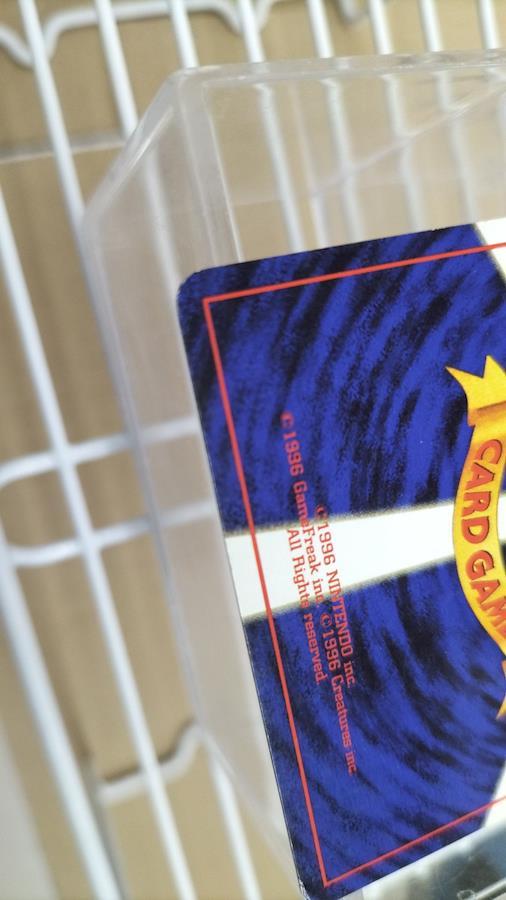 CARD GAM
©1996 NINTENDO inc.
©1996 GameFreak inc. ©1996 Creatures inc
All Rights reserved.